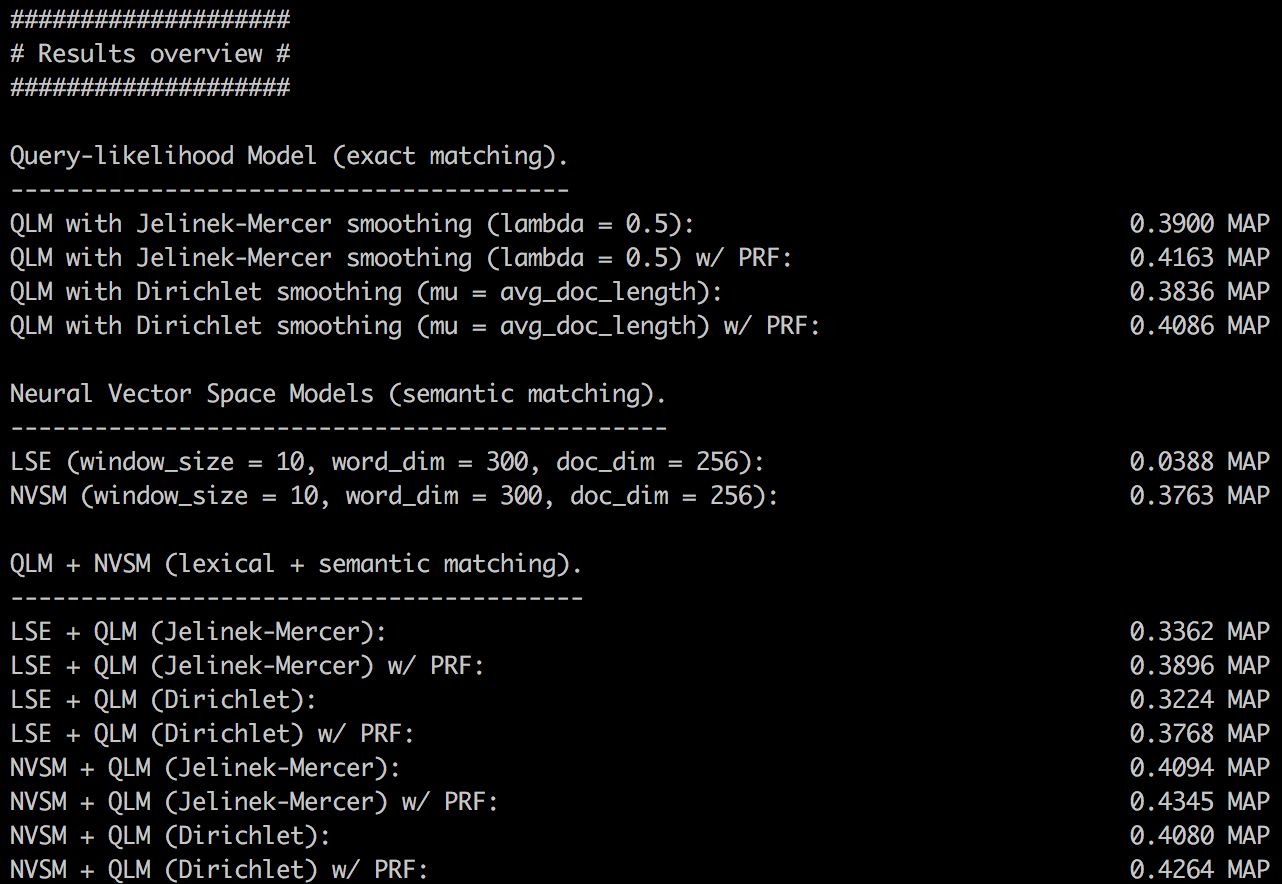 ####################
# Results overview #
####################
Query-likelihood Model (exact matching).
----------------------------------------
QLM with Jelinek-Mercer smoothing (lambda = 0.5): 0.3900 MAP
QLM with Jelinek-Mercer smoothing (lambda = 0.5) w/ PRF: 0.4163 MAP
QLM with Dirichlet smoothing (mu = avg_doc_length): 0.3836 MAP
QLM with Dirichlet smoothing (mu = avg_doc_length) w/ PRF: 0.4086 MAP
Neural Vector Space Models (semantic matching).
-----------------------------------------------
LSE (window_size = 10, word_dim = 300, doc_dim = 256): 0.0388 MAP
NVSM (window_size = 10, word_dim = 300, doc_dim = 256): 0.3763 MAP
QLM + NVSM (lexical + semantic matching).
-----------------------------------------
LSE + QLM (Jelinek-Mercer): 0.3362 MAP
LSE + QLM (Jelinek-Mercer) w/ PRF: 0.3896 MAP
LSE + QLM (Dirichlet): 0.3224 MAP
LSE + QLM (Dirichlet) w/ PRF: 0.3768 MAP
NVSM + QLM (Jelinek-Mercer): 0.4094 MAP
NVSM + QLM (Jelinek-Mercer) w/ PRF: 0.4345 MAP
NVSM + QLM (Dirichlet): 0.4080 MAP
NVSM + QLM (Dirichlet) w/ PRF: 0.4264 MAP